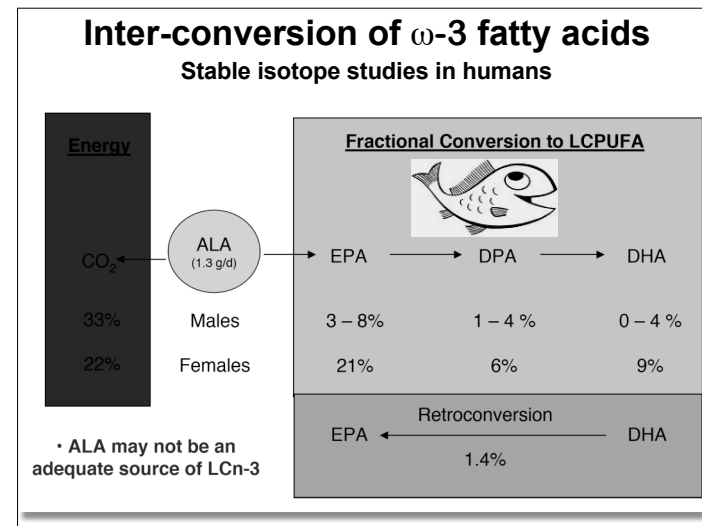 Inter-conversion of ω-3 fatty acids
Stable isotope studies in humans
Energy
Fractional Conversion to LCPUFA
ALA
(1.3 g/d)
CO₂
EPA
DPA
DHA
33%
Males
3 – 8%
1 – 4 %
0 – 4 %
22%
Females
21%
6%
9%
Retroconversion
EPA
DHA
1.4%
· ALA may not be an
adequate source of LCn-3